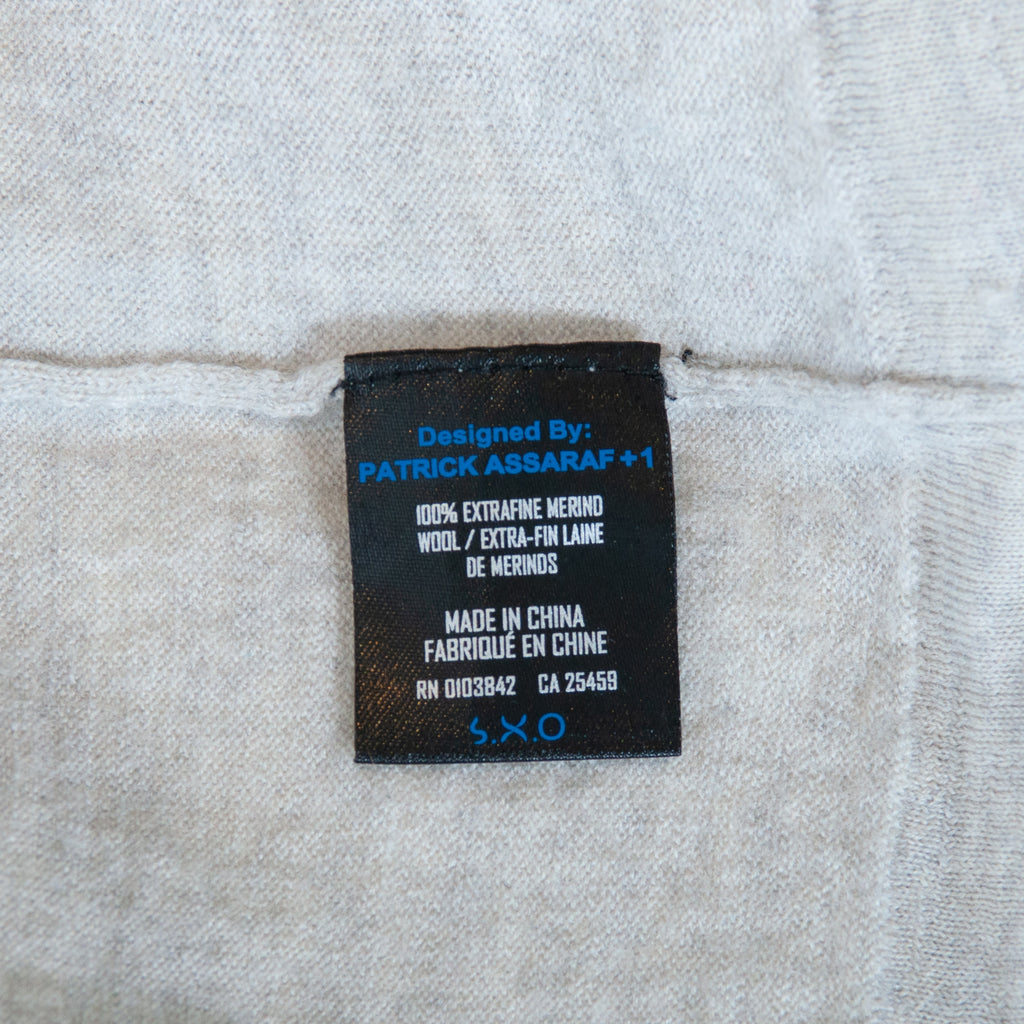 Designed By:
PATRICK ASSARAF +1
100% EXTRAFINE MERIND
WOOL / EXTRA-FIN LAINE
DE MERINDS
MADE IN CHINA
FABRIQUÉ EN CHINE
RN 0103842 CA 25459
S.X.O